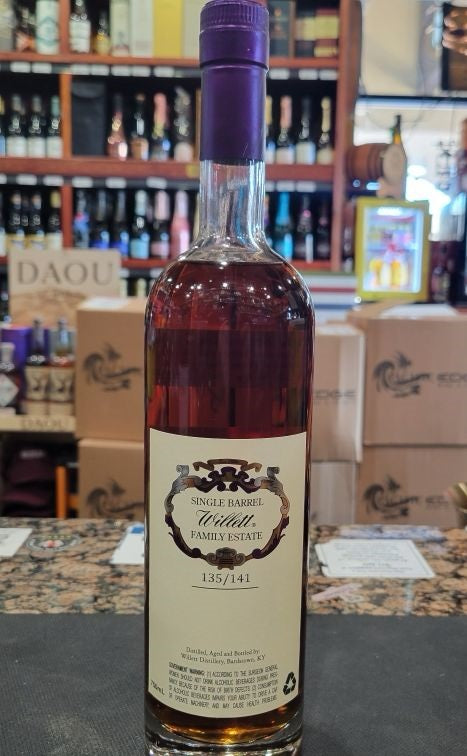 DAOU
EDGE
DAOU
SINGLE BARREL
Willett®
FAMILY ESTATE
135/141
Distilled, Aged and Bottled by:
Willett Distillery, Bardstown, KY
GOVERNMENT WARNING: (1) ACCORDING TO THE SURGEON GENERAL
WOMEN SHOULD NOT DRINK ALCOHOLIC BEVERAGES DURING PREG-
NANCY BECAUSE OF THE RISK OF BIRTH DEFECTS (2) CONSUMPTION
OF ALCOHOLIC BEVERAGES IMPAIRS YOUR ABILITY TO DRIVE A CAR
OR OPERATE MACHINERY AND MAY CAUSE HEALTH PROBLEMS
750mL